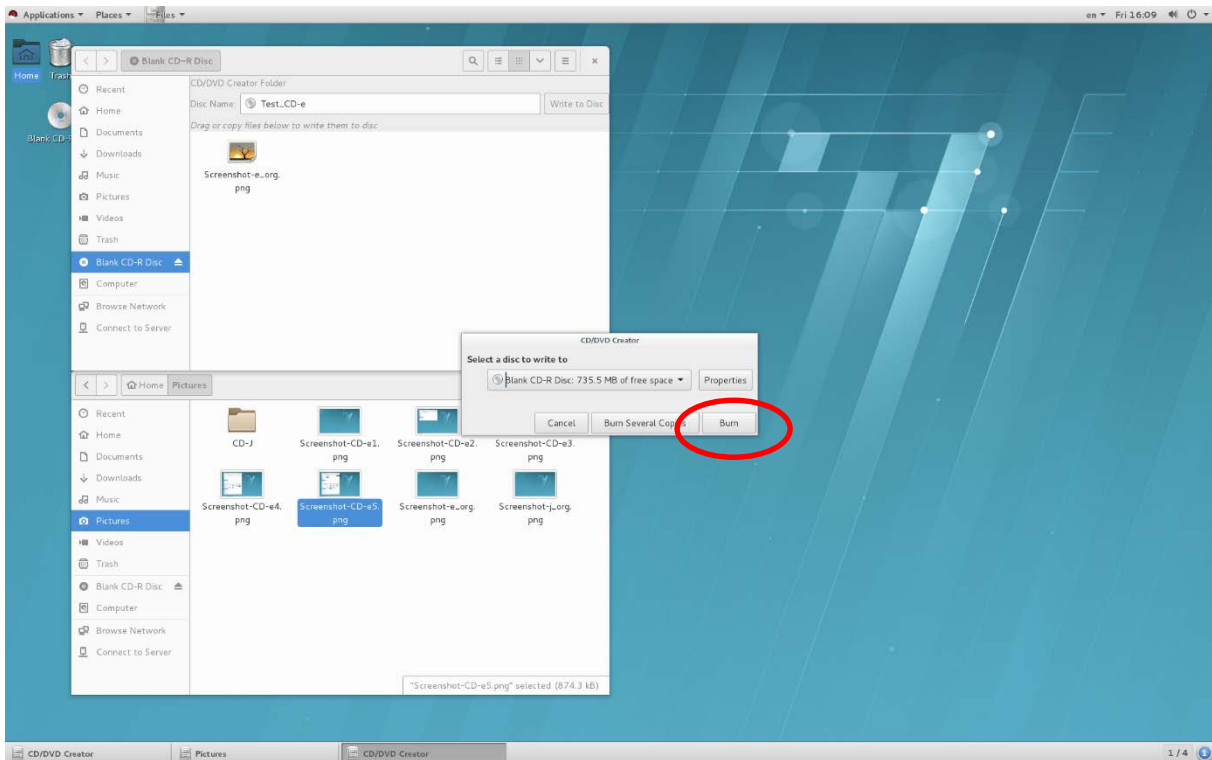 Applications Places Files en Fri 16:09
Home Trash
Blank CD-R
Blank CD-R Disc
CD/DVD Creator Folder
Disc Name: Test_CD-e Write to Disc
Drag or copy files below to write them to disc
Recent
Home
Documents
Downloads
Music
Pictures
Videos
Trash
Blank CD-R Disc
Computer
Browse Network
Connect to Server
Screenshot-e_org.
png
CD/DVD Creator
Select a disc to write to
Blank CD-R Disc: 735.5 MB of free space Properties
Cancel Burn Several Copies Burn
Home Pictures
Recent
Home
Documents
Downloads
Music
Pictures
Videos
Trash
Blank CD-R Disc
Computer
Browse Network
Connect to Server
CD-J
Screenshot-CD-e1.
png
Screenshot-CD-e2.
png
Screenshot-CD-e3.
png
Screenshot-CD-e4.
png
Screenshot-CD-e5.
png
Screenshot-e_org.
png
Screenshot-j_org.
png
"Screenshot-CD-e5.png" selected (874.3 kB)
CD/DVD Creator Pictures CD/DVD Creator 1 / 4 1